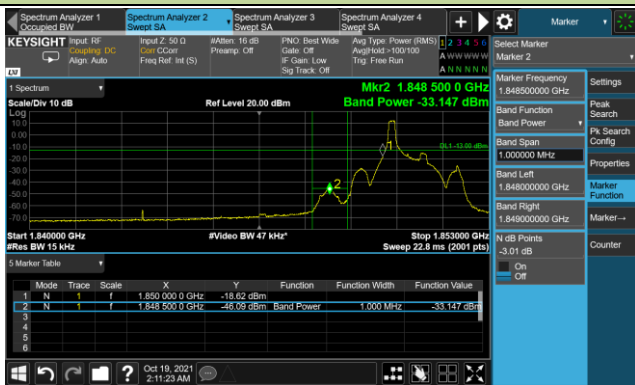 Spectrum Analyzer 1
Occupied BW
Spectrum Analyzer 2
Swept SA
Spectrum Analyzer 3
Swept SA
Spectrum Analyzer 4
Swept SA
Marker
KEYSIGHT
Input: RF
Coupling: DC
Align: Auto
Input Z: 50 Ω
Corr CCorr
Freq Ref: Int (S)
#Atten: 16 dB
Preamp: Off
PNO: Best Wide
Gate: Off
IF Gain: Low
Sig Track: Off
Avg Type: Power (RMS)
Avg|Hold:>100/100
Trig: Free Run
1 2 3 4 5 6
A W W W W W
A N N N N N
LXI
Select Marker
Marker 2
1 Spectrum
Scale/Div 10 dB
Ref Level 20.00 dBm
Mkr2 1.848 500 0 GHz
Band Power -33.147 dBm
Log
10.0
0.00
-10.0
-20.0
-30.0
-40.0
-50.0
-60.0
-70.0
DL1 -13.00 dBm
2
Start 1.840000 GHz
#Res BW 15 kHz
#Video BW 47 kHz*
Stop 1.853000 GHz
Sweep 22.8 ms (2001 pts)
Marker Frequency
1.848500000 GHz
Band Function
Band Power
Band Span
1.000000 MHz
Band Left
1.848000000 GHz
Band Right
1.849000000 GHz
N dB Points
-3.01 dB
On
Off
Settings
Peak Search
Pk Search Config
Properties
Marker Function
Marker→
Counter
5 Marker Table
Mode Trace Scale X Y Function Function Width Function Value
1 N 1 f 1.850 000 0 GHz -18.62 dBm
2 N 1 f 1.848 500 0 GHz -46.09 dBm Band Power 1.000 MHz -33.147 dBm
3
4
5
6
?
Oct 19, 2021
2:11:23 AM